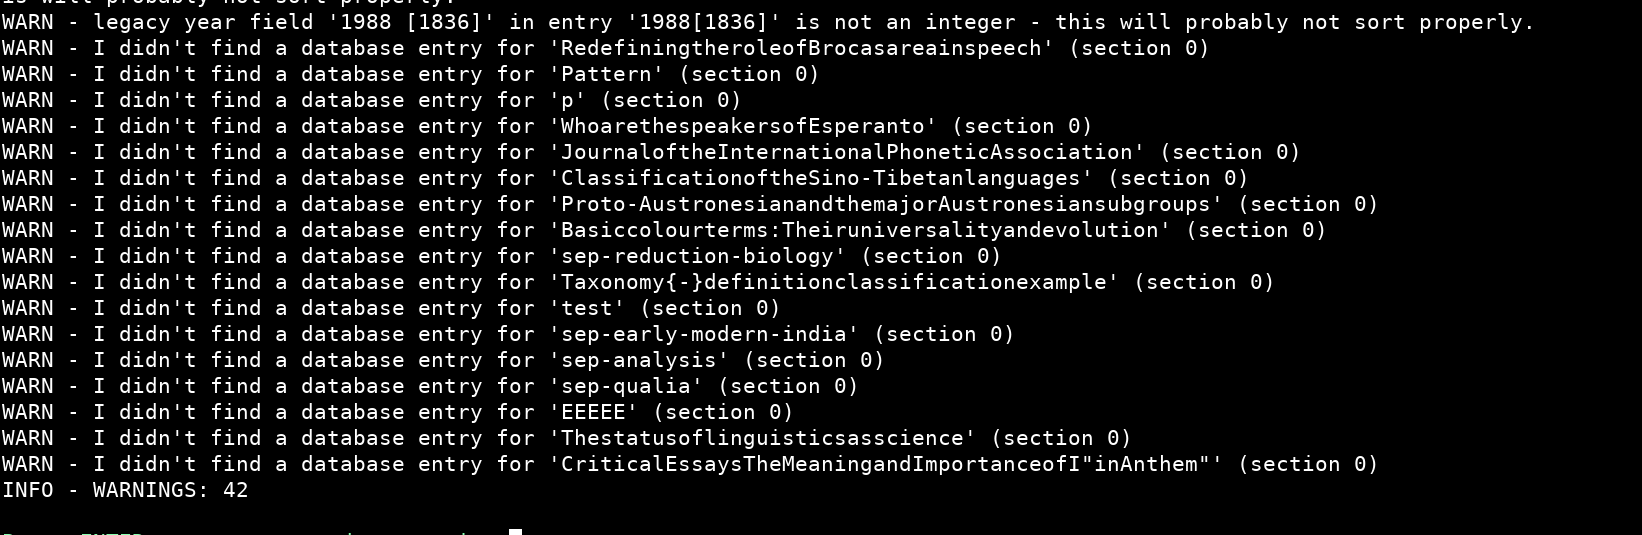 is will probably not sort properly.
WARN - legacy year field '1988 [1836]' in entry '1988[1836]' is not an integer - this will probably not sort properly.
WARN - I didn't find a database entry for 'RedefiningtheroleofBrocasareainspeech' (section 0)
WARN - I didn't find a database entry for 'Pattern' (section 0)
WARN - I didn't find a database entry for 'p' (section 0)
WARN - I didn't find a database entry for 'WhoarethespeakersofEsperanto' (section 0)
WARN - I didn't find a database entry for 'JournaloftheInternationalPhoneticAssociation' (section 0)
WARN - I didn't find a database entry for 'ClassificationoftheSino-Tibetanlanguages' (section 0)
WARN - I didn't find a database entry for 'Proto-AustronesianandthemajorAustronesiansubgroups' (section 0)
WARN - I didn't find a database entry for 'Basiccolourterms:Theiruniversalityandevolution' (section 0)
WARN - I didn't find a database entry for 'sep-reduction-biology' (section 0)
WARN - I didn't find a database entry for 'Taxonomy{-}definitionclassificationexample' (section 0)
WARN - I didn't find a database entry for 'test' (section 0)
WARN - I didn't find a database entry for 'sep-early-modern-india' (section 0)
WARN - I didn't find a database entry for 'sep-analysis' (section 0)
WARN - I didn't find a database entry for 'sep-qualia' (section 0)
WARN - I didn't find a database entry for 'EEEEE' (section 0)
WARN - I didn't find a database entry for 'Thestatusoflinguisticsasscience' (section 0)
WARN - I didn't find a database entry for 'CriticalEssaysTheMeaningandImportanceofI"inAnthem"' (section 0)
INFO - WARNINGS: 42